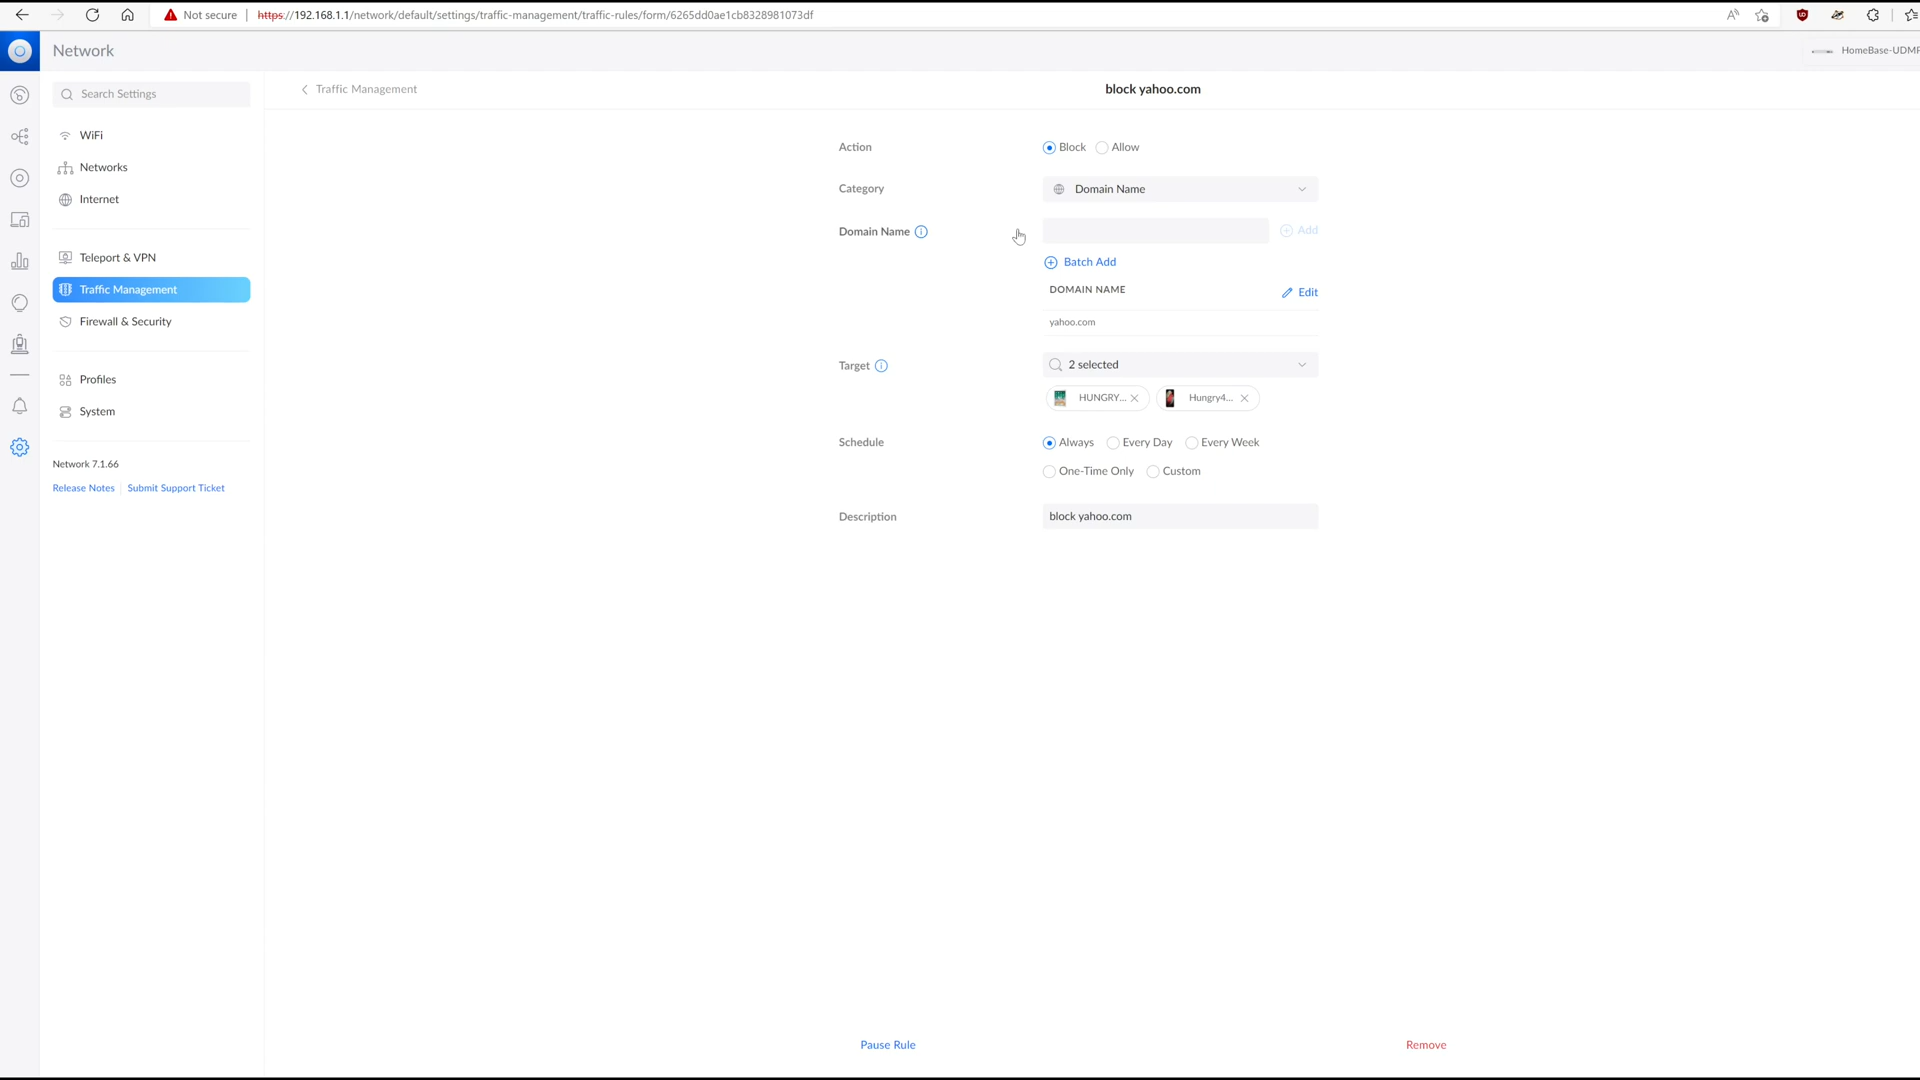 Not secure
https://192.168.1.1/network/default/settings/traffic-management/traffic-rules/form/6265dd0ae1cb8328981073df
Network
HomeBase-UDMP
Search Settings
WiFi
Networks
Internet
Teleport & VPN
Traffic Management
Firewall & Security
Profiles
System
Network 7.1.66
Release Notes
Submit Support Ticket
Traffic Management
block yahoo.com
Action
Block
Allow
Category
Domain Name
Domain Name
Add
Batch Add
DOMAIN NAME
Edit
yahoo.com
Target
2 selected
HUNGRY...
Hungry4...
Schedule
Always
Every Day
Every Week
One-Time Only
Custom
Description
block yahoo.com
Pause Rule
Remove